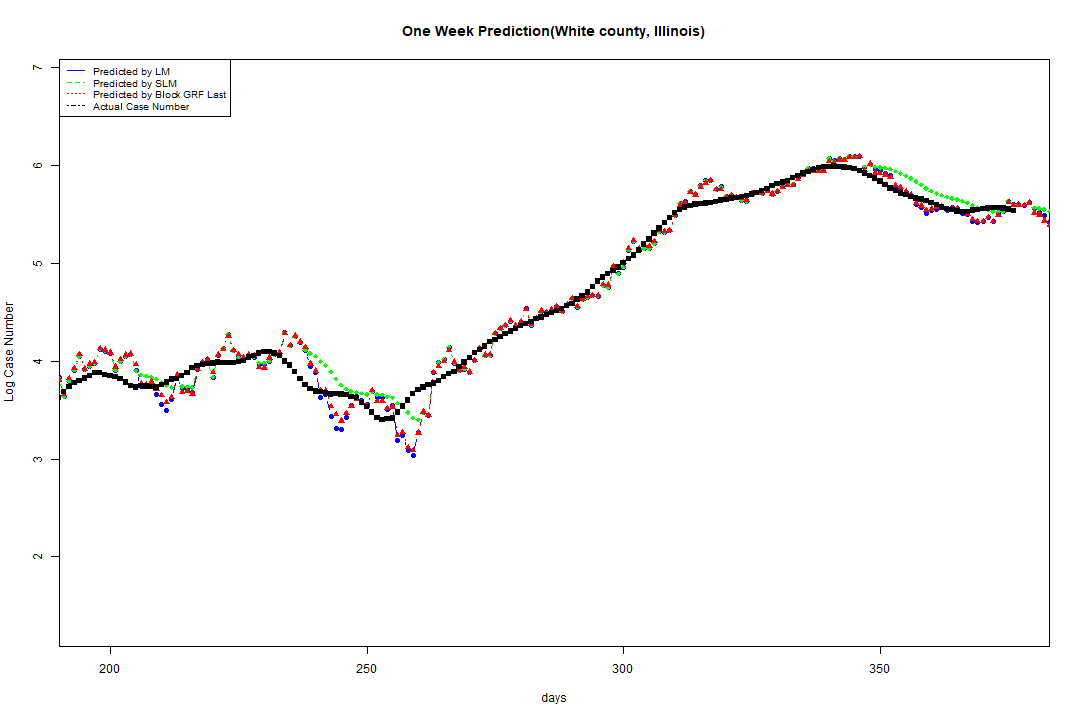 One Week Prediction(White county, Illinois)
Predicted by LM
Predicted by SLM
Predicted by Block GRF Last
Actual Case Number
7
6
5
4
3
2
Log Case Number
200 250 300 350
days